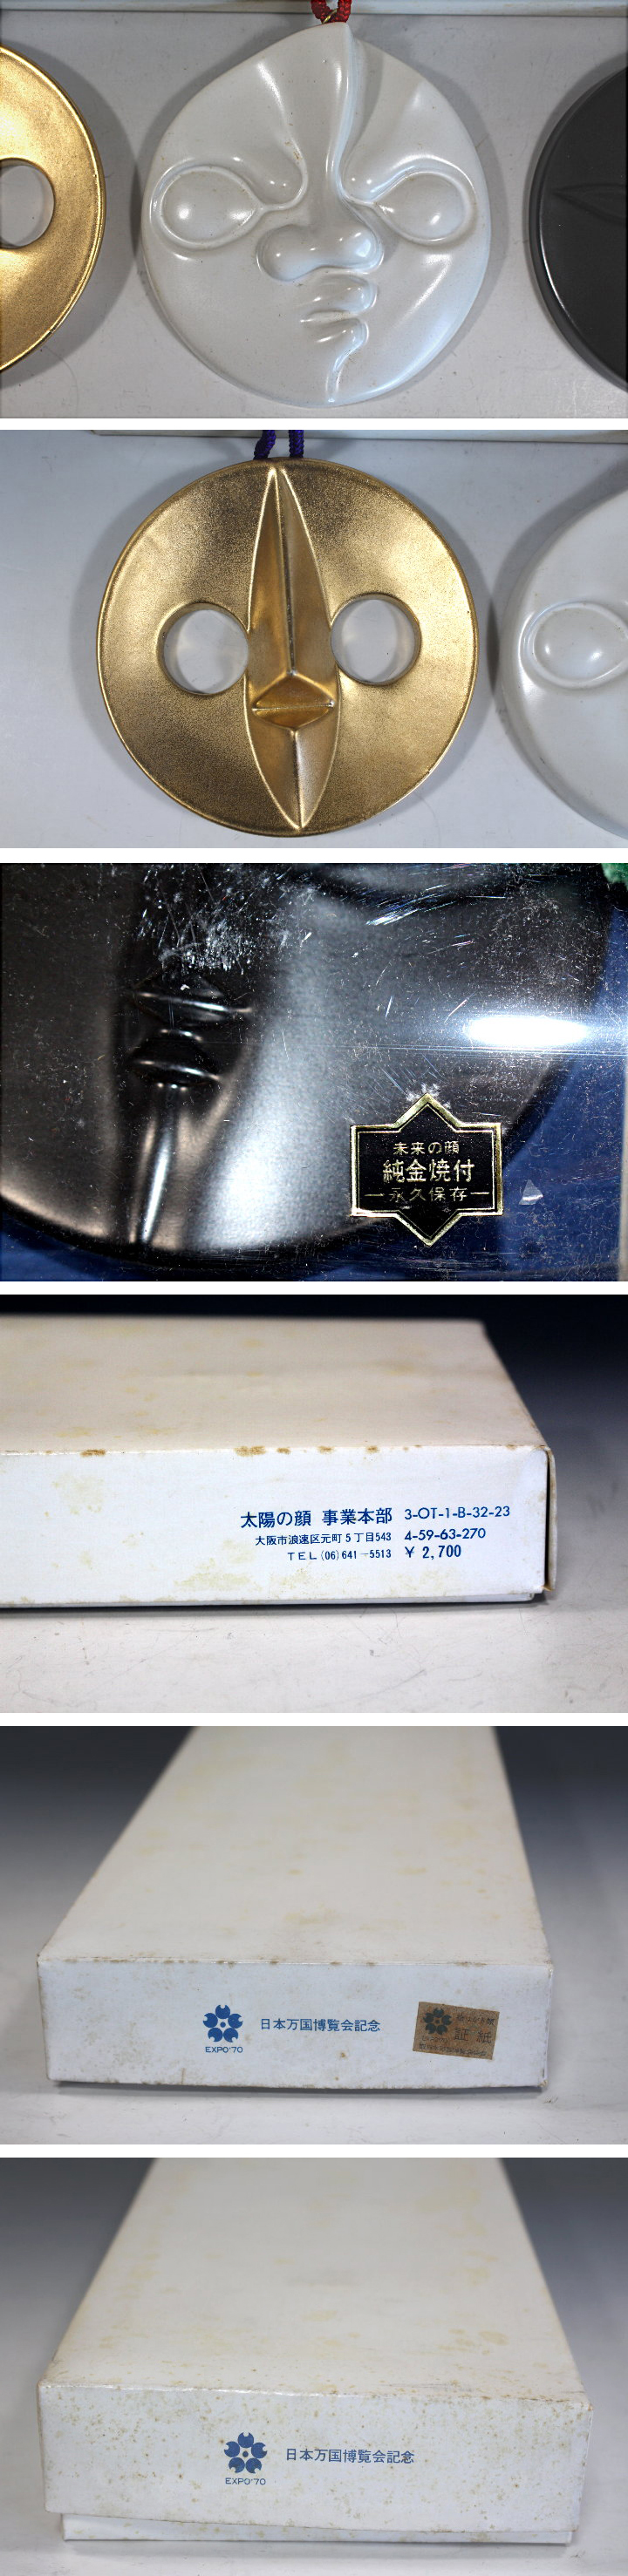 未来の顔
純金焼付
永久保存
太陽の顔 事業本部 3-OT-1-B-32-23
大阪市浪速区元町5丁目543 4-59-63-270
TEL (06) 641-5513 ¥ 2,700
日本万国博覧会記念
EXPO'70
証紙
日本万国博覧会記念
EXPO'70